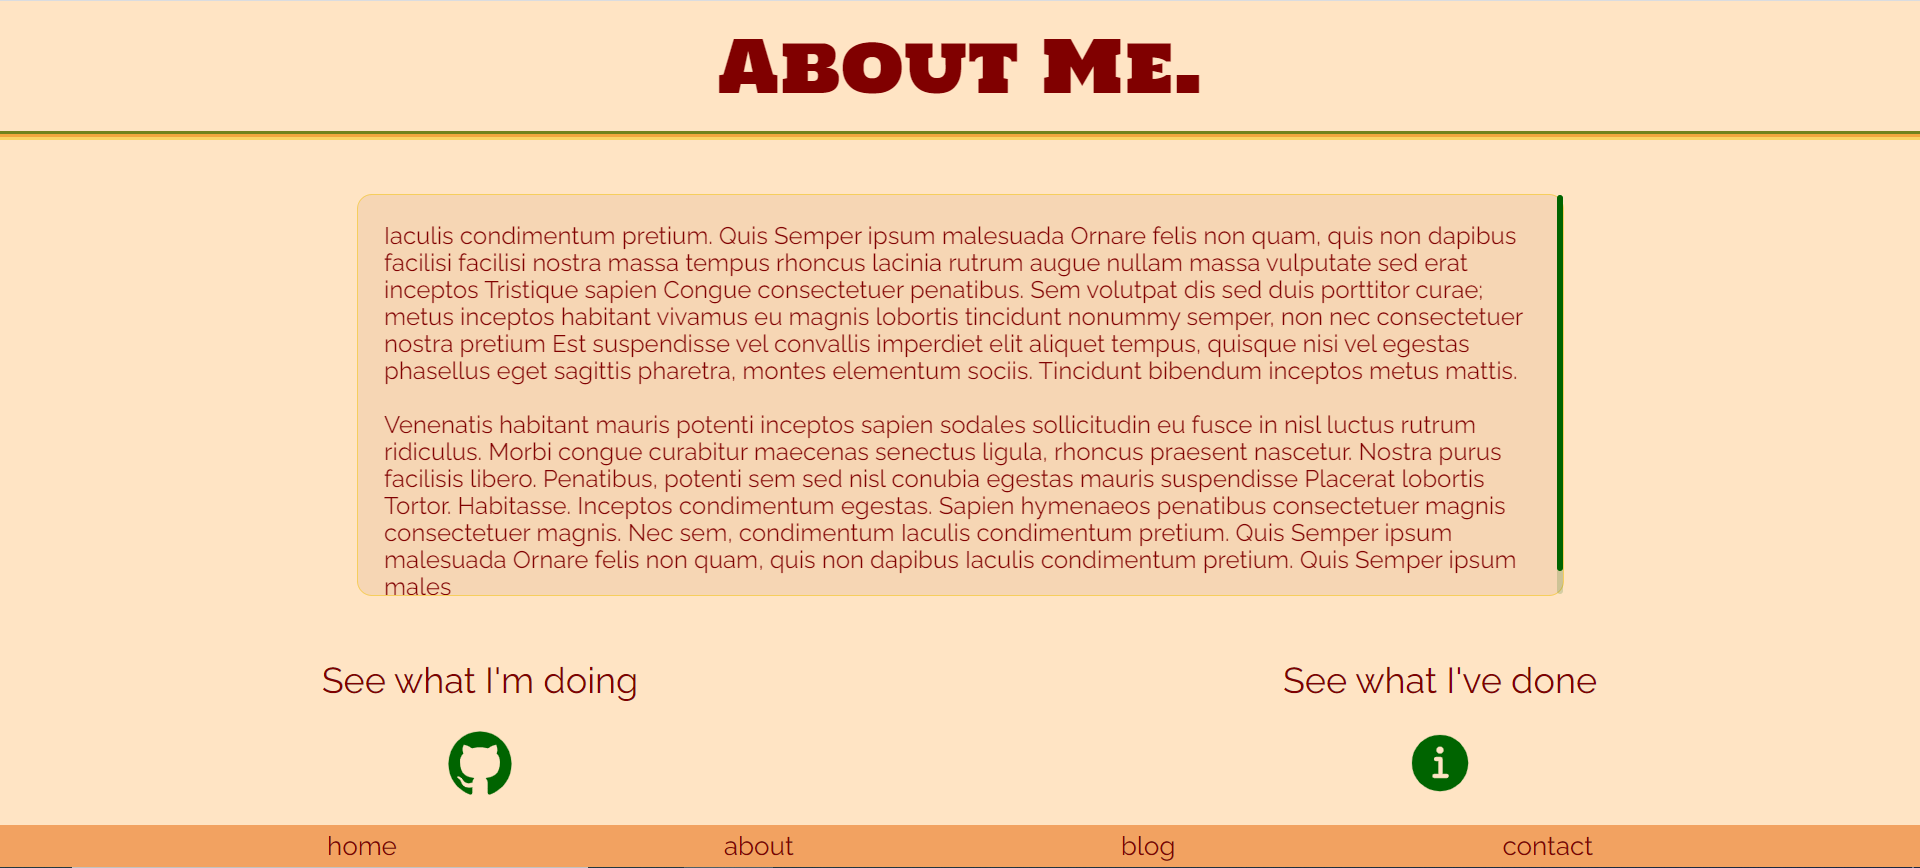 About Me.
Iaculis condimentum pretium. Quis Semper ipsum malesuada Ornare felis non quam, quis non dapibus
facilisi facilisi nostra massa tempus rhoncus lacinia rutrum augue nullam massa vulputate sed erat
inceptos Tristique sapien Congue consectetuer penatibus. Sem volutpat dis sed duis porttitor curae;
metus inceptos habitant vivamus eu magnis lobortis tincidunt nonummy semper, non nec consectetuer
nostra pretium Est suspendisse vel convallis imperdiet elit aliquet tempus, quisque nisi vel egestas
phasellus eget sagittis pharetra, montes elementum sociis. Tincidunt bibendum inceptos metus mattis.
Venenatis habitant mauris potenti inceptos sapien sodales sollicitudin eu fusce in nisl luctus rutrum
ridiculus. Morbi congue curabitur maecenas senectus ligula, rhoncus praesent nascetur. Nostra purus
facilisis libero. Penatibus, potenti sem sed nisl conubia egestas mauris suspendisse Placerat lobortis
Tortor. Habitasse. Inceptos condimentum egestas. Sapien hymenaeos penatibus consectetuer magnis
consectetuer magnis. Nec sem, condimentum Iaculis condimentum pretium. Quis Semper ipsum
malesuada Ornare felis non quam, quis non dapibus Iaculis condimentum pretium. Quis Semper ipsum
males
See what I'm doing
See what I've done
home
about
blog
contact